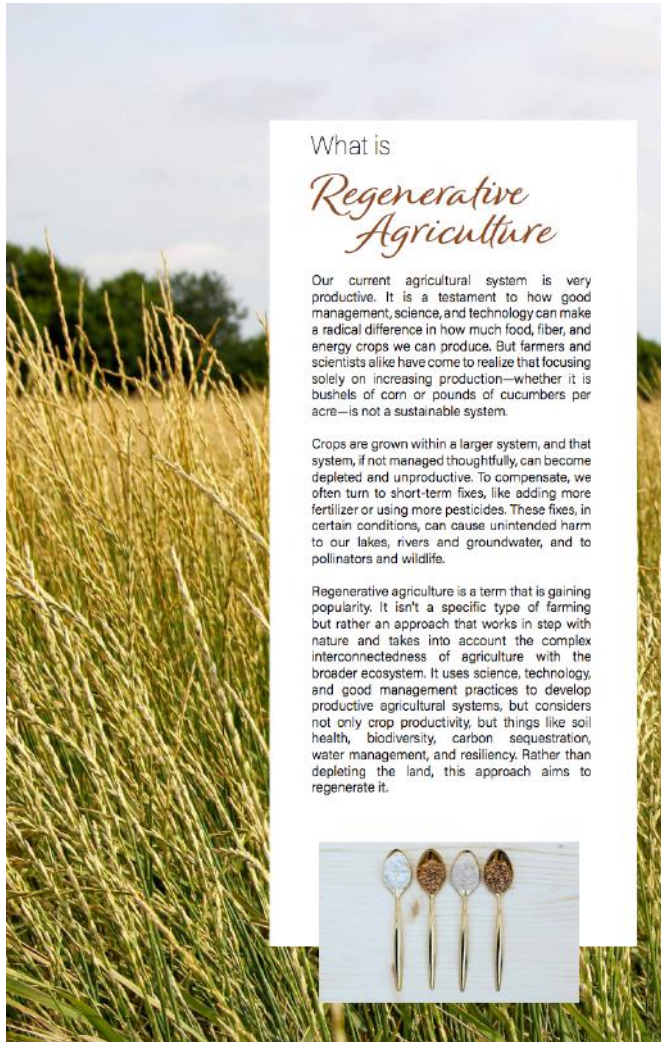 What is
Regenerative
Agriculture
Our current agricultural system is very
productive. It is a testament to how good
management, science, and technology can make
a radical difference in how much food, fiber, and
energy crops we can produce. But farmers and
scientists alike have come to realize that focusing
solely on increasing production—whether it is
bushels of corn or pounds of cucumbers per
acre—is not a sustainable system.
Crops are grown within a larger system, and that
system, if not managed thoughtfully, can become
depleted and unproductive. To compensate, we
often turn to short-term fixes, like adding more
fertilizer or using more pesticides. These fixes, in
certain conditions, can cause unintended harm
to our lakes, rivers and groundwater, and to
pollinators and wildlife.
Regenerative agriculture is a term that is gaining
popularity. It isn't a specific type of farming
but rather an approach that works in step with
nature and takes into account the complex
interconnectedness of agriculture with the
broader ecosystem. It uses science, technology,
and good management practices to develop
productive agricultural systems, but considers
not only crop productivity, but things like soil
health, biodiversity, carbon sequestration,
water management, and resiliency. Rather than
depleting the land, this approach aims to
regenerate it.